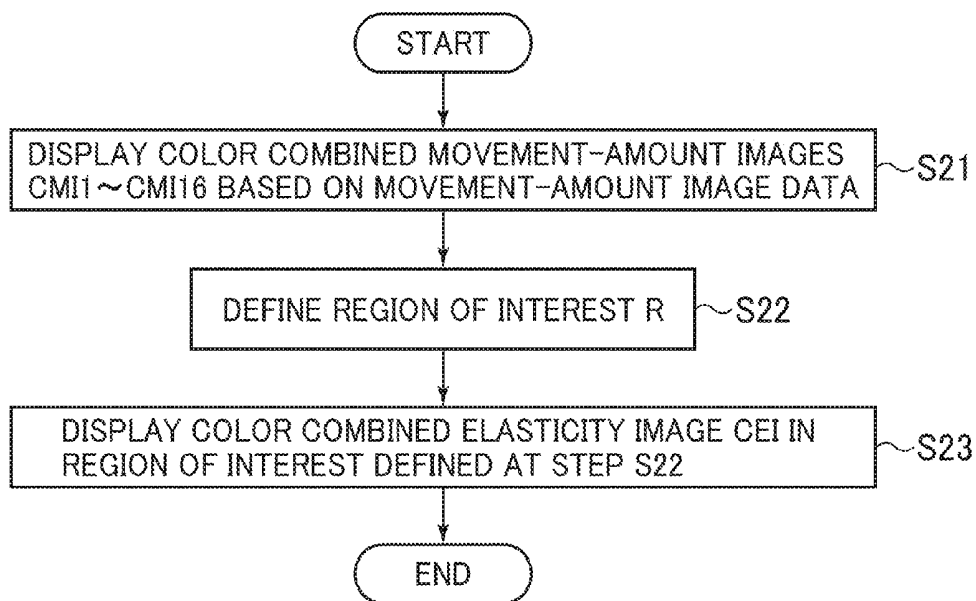 START
DISPLAY COLOR COMBINED MOVEMENT-AMOUNT IMAGES
CMI1~CMI16 BASED ON MOVEMENT-AMOUNT IMAGE DATA
S21
DEFINE REGION OF INTEREST R
S22
DISPLAY COLOR COMBINED ELASTICITY IMAGE CEI IN
REGION OF INTEREST DEFINED AT STEP S22
S23
END